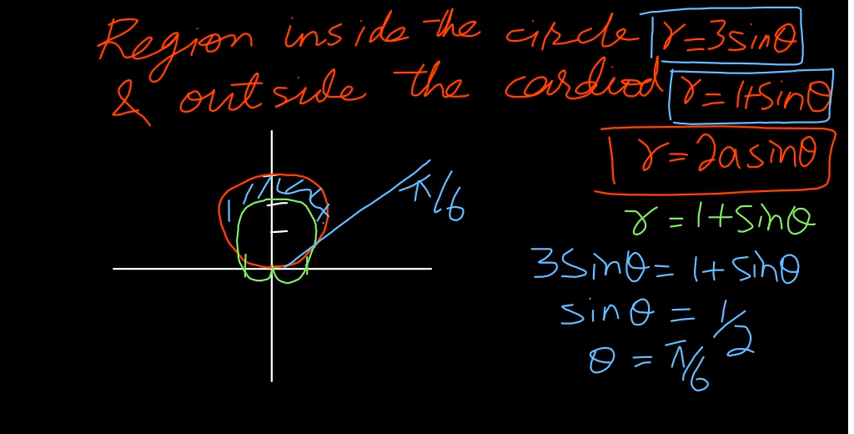 Region inside the circle r=3sinθ
& outside the cardiod r=1+sinθ
r=2asinθ
r=1+sinθ
π/6
3sinθ=1+sinθ
sinθ=1/2
θ=π/6